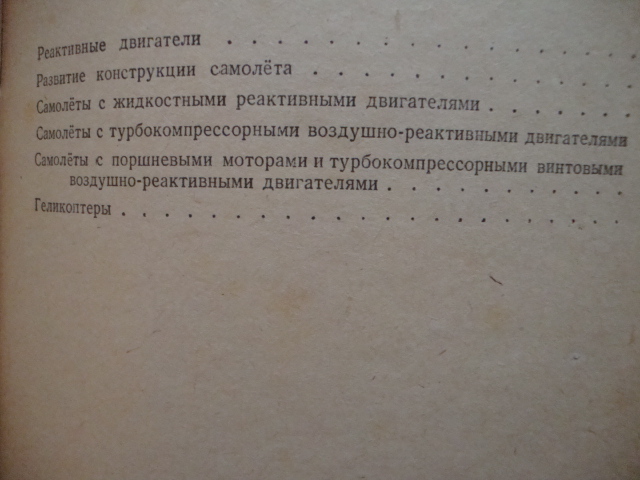 Реактивные двигатели . . . . . . . . . . . . . . .
Развитие конструкции самолёта . . . . . . . . . . . .
Самолёты с жидкостными реактивными двигателями . . . . . .
Самолёты с турбокомпрессорными воздушно-реактивными двигателями
Самолёты с поршневыми моторами и турбокомпрессорными винтовыми
воздушно-реактивными двигателями . . . . . . . . . .
Геликоптеры . . . . . . . . . . . . . . . . . .